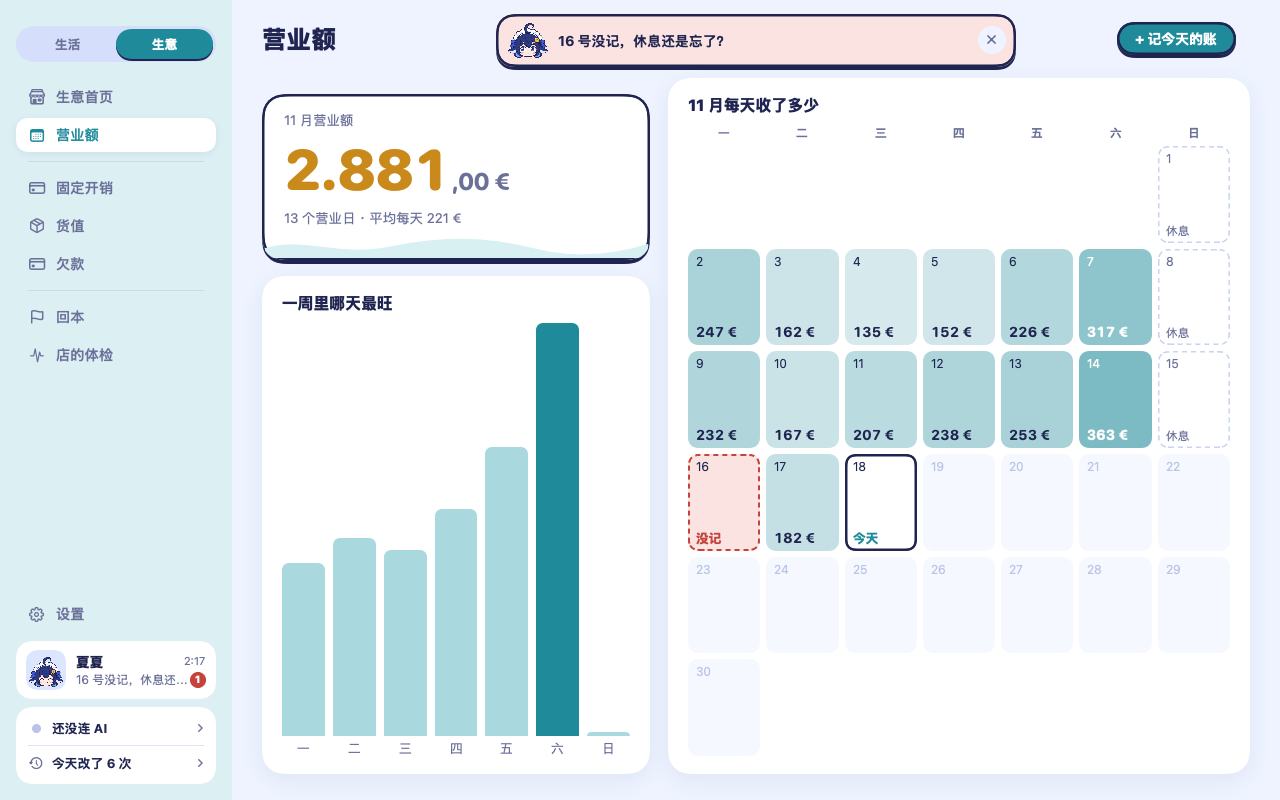 生活
生意
生意首页
营业额
固定开销
货值
欠款
回本
店的体检
设置
夏夏
2:17
16 号没记，休息还...
1
还没连 AI
今天改了 6 次
营业额
16 号没记，休息还是忘了?
+ 记今天的账
11 月营业额
2.881,00 €
13 个营业日 · 平均每天 221 €
一周里哪天最旺
一 二 三 四 五 六 日
11 月每天收了多少
一 二 三 四 五 六 日
1
休息
2 3 4 5 6 7 8
247 € 162 € 135 € 152 € 226 € 317 € 休息
9 10 11 12 13 14 15
232 € 167 € 207 € 238 € 253 € 363 € 休息
16 17 18 19 20 21 22
没记 182 € 今天
23 24 25 26 27 28 29
30